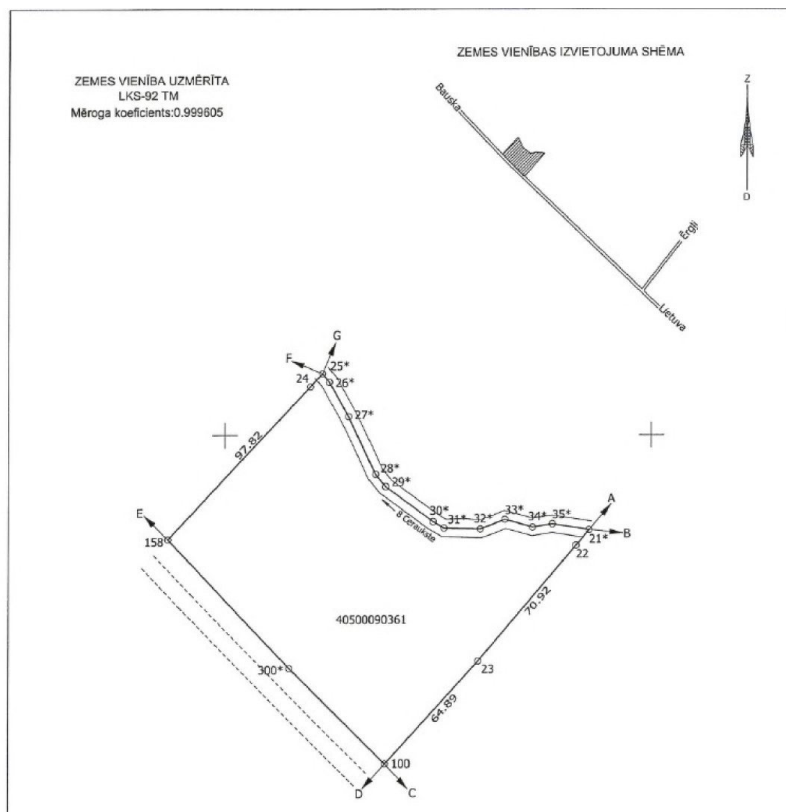 ZEMES VIENĪBA UZMĒRĪTA
LKS-92 TM
Mēroga koeficients:0.999605
ZEMES VIENĪBAS IZVIETOJUMA SHĒMA
Bauska
Z
D
Ērgļi
Lietuva
G
F
25*
24
26*
27*
97.82
28*
29*
30*
31*
32*
33*
34*
35*
A
B
21*
22
8 Ceraukste
E
158
70.92
40500090361
300*
23
64.89
100
D
C